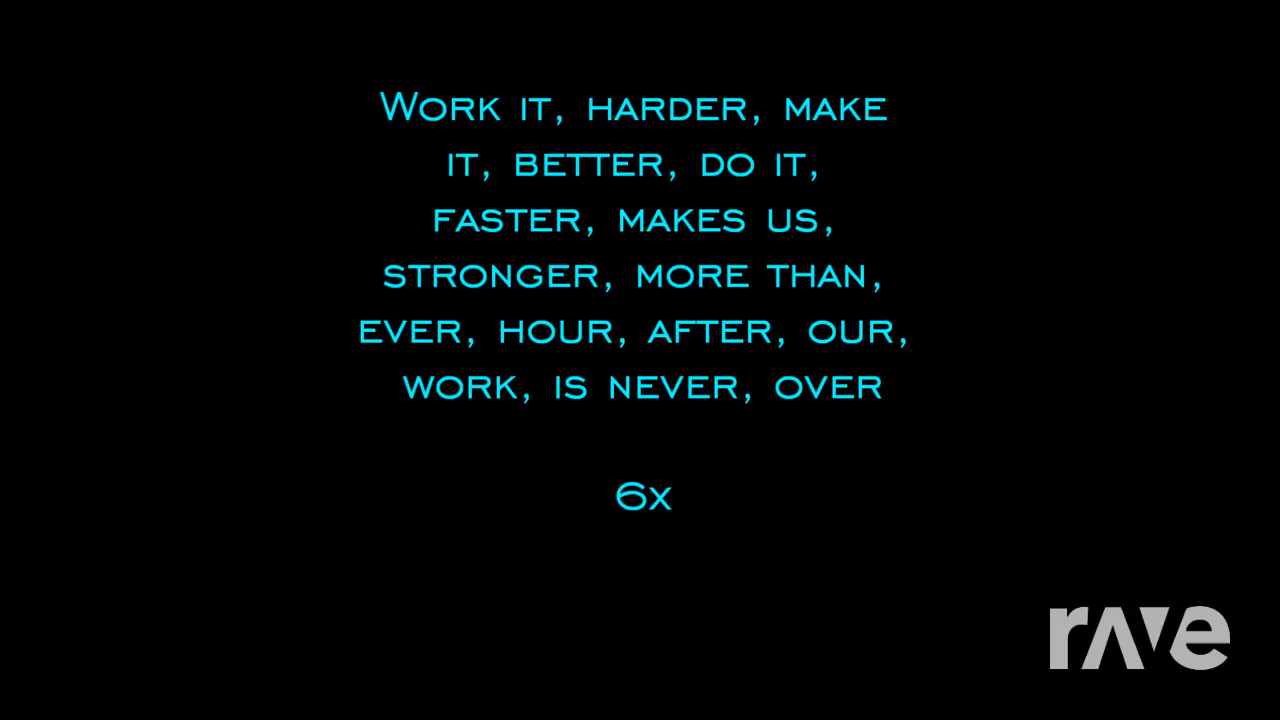 Work it, harder, make
it, better, do it,
faster, makes us,
stronger, more than,
ever, hour, after, our,
work, is never, over
6x
rave